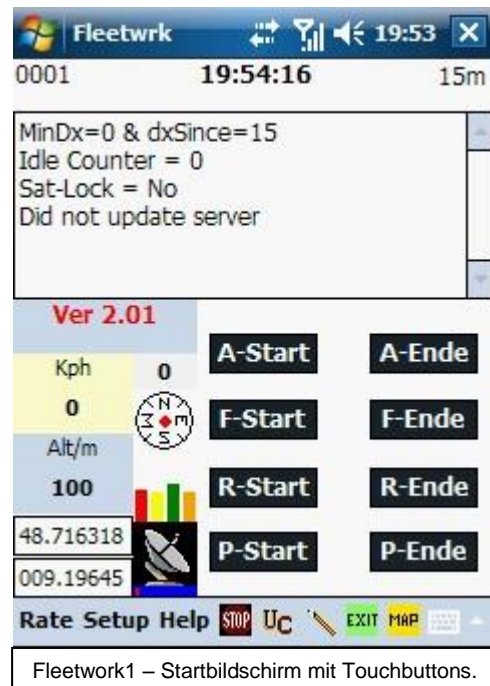 Fleetwrk 19:53
0001 19:54:16 15m
MinDx=0 & dxSince=15
Idle Counter = 0
Sat-Lock = No
Did not update server
Ver 2.01
A-Start A-Ende
Kph 0
0
N E S W
F-Start F-Ende
Alt/m
100
R-Start R-Ende
48.716318
P-Start P-Ende
009.19645
Rate Setup Help STOP UC EXIT MAP
Fleetwork1 – Startbildschirm mit Touchbuttons.